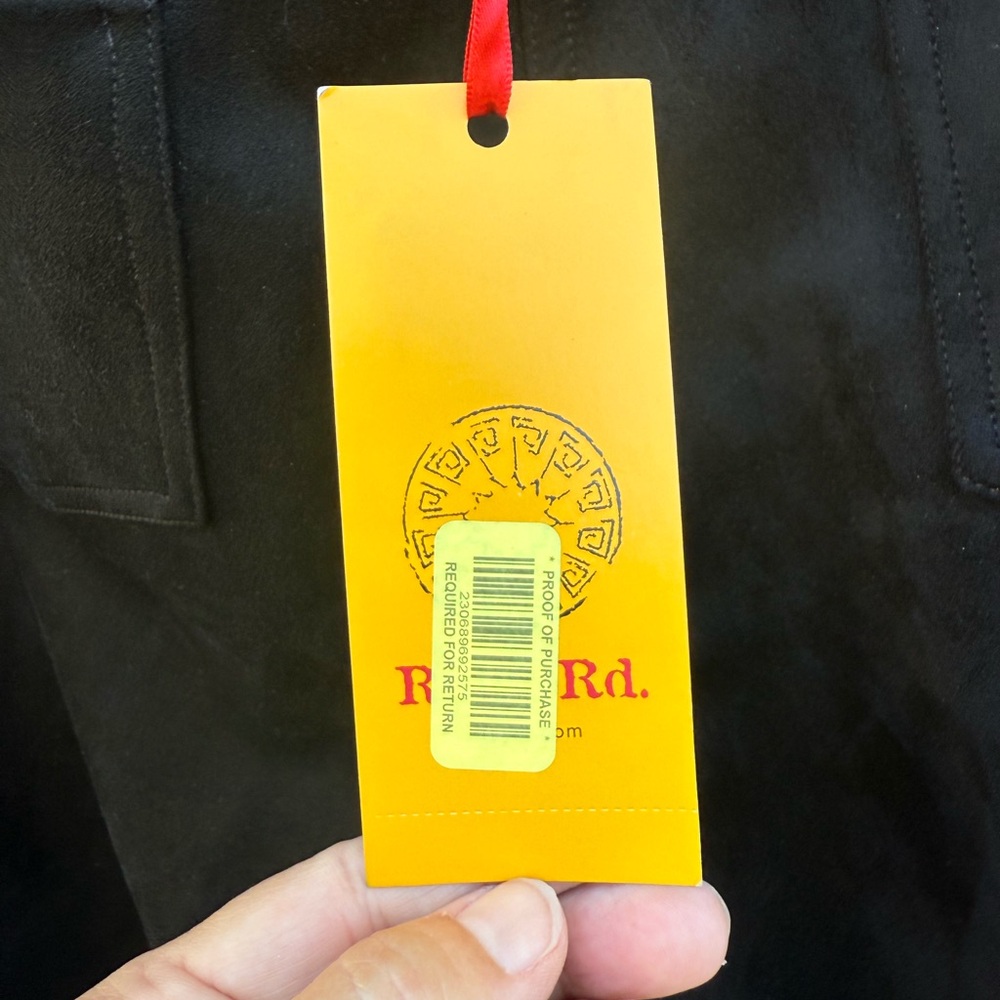 * PROOF OF PURCHASE *
230689692575
REQUIRED FOR RETURN
Rd.
om